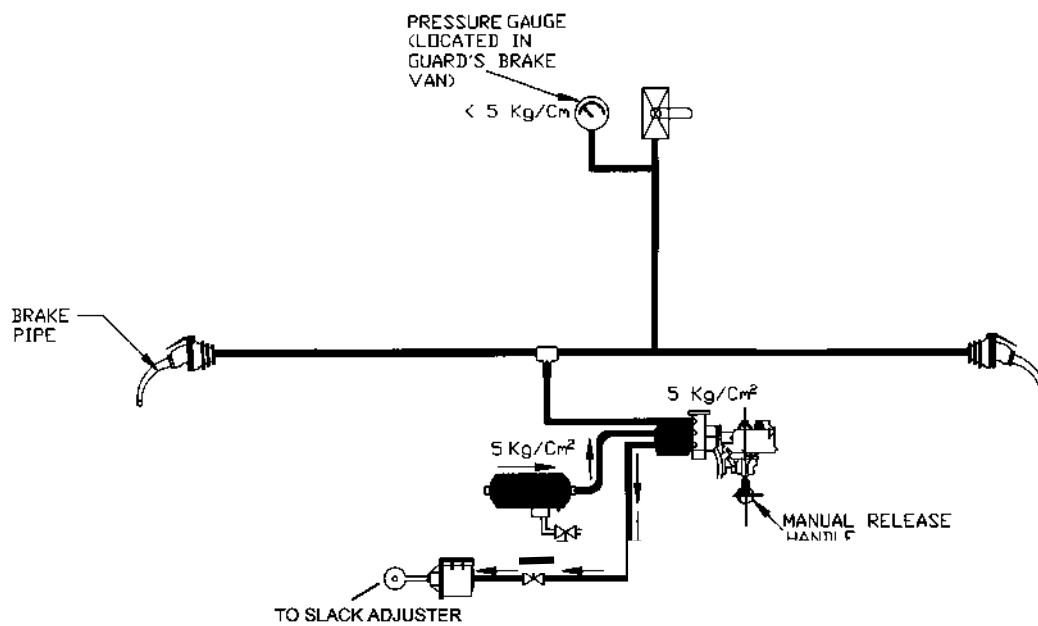 PRESSURE GAUGE
(LOCATED IN
GUARD'S BRAKE
VAN)
< 5 Kg/Cm
BRAKE
PIPE
5 Kg/Cm²
5 Kg/Cm²
MANUAL RELEASE
HANDLE
TO SLACK ADJUSTER